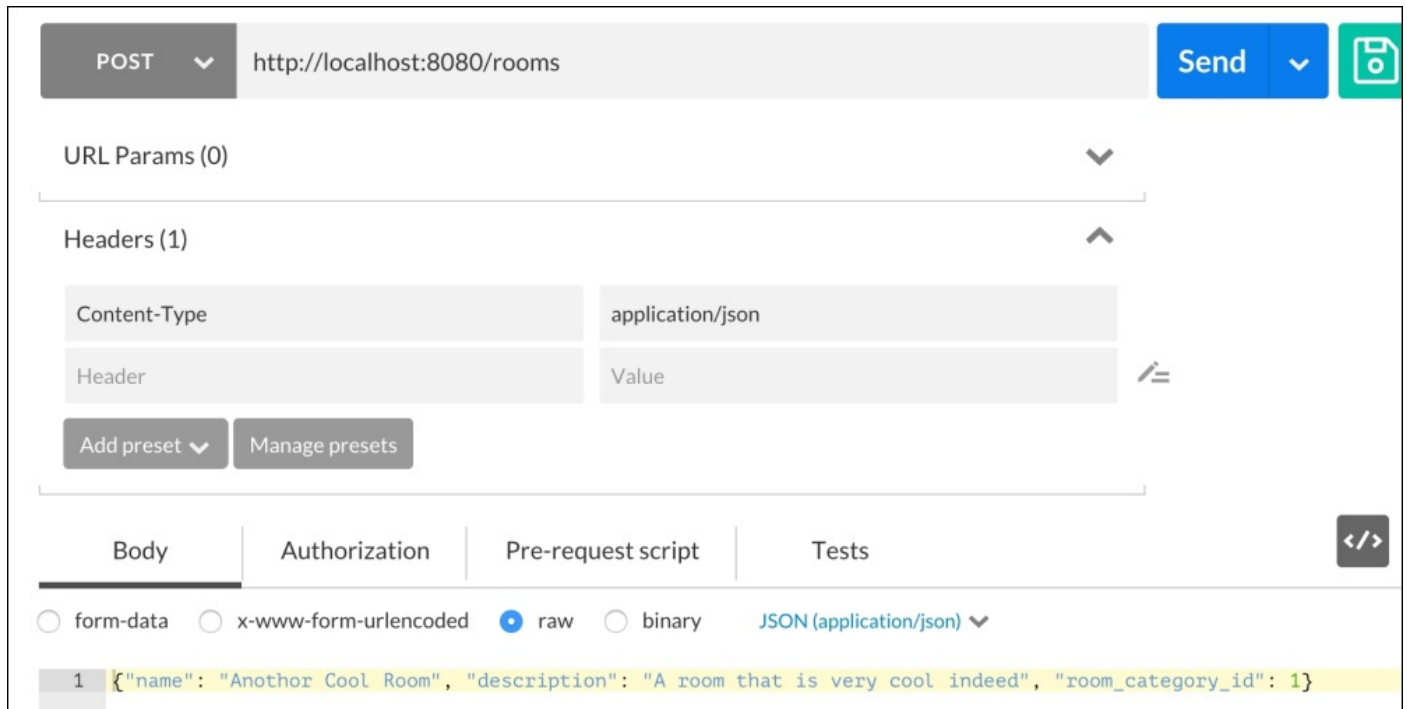 POST http://localhost:8080/rooms Send
URL Params (0)
Headers (1)
Content-Type application/json
Header Value
Add preset Manage presets
Body Authorization Pre-request script Tests </>
form-data x-www-form-urlencoded raw binary JSON (application/json)
1 {"name": "Anothor Cool Room", "description": "A room that is very cool indeed", "room_category_id": 1}